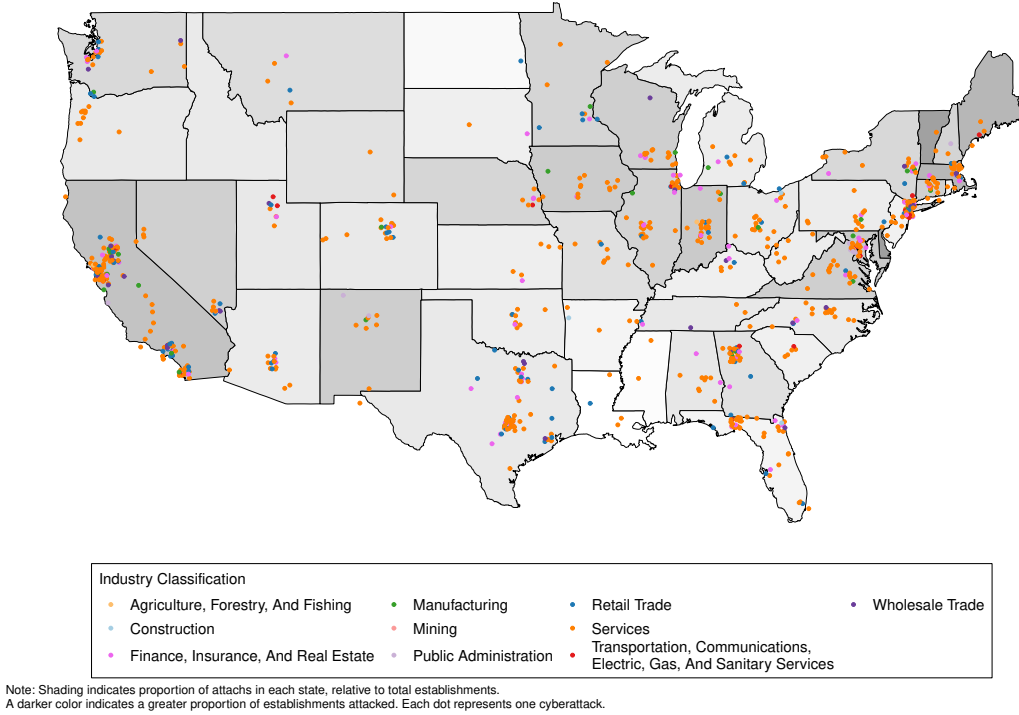 Industry Classification
Agriculture, Forestry, And Fishing
Manufacturing
Retail Trade
Wholesale Trade
Construction
Mining
Services
Finance, Insurance, And Real Estate
Public Administration
Transportation, Communications,
Electric, Gas, And Sanitary Services
Note: Shading indicates proportion of attachs in each state, relative to total establishments.
A darker color indicates a greater proportion of establishments attacked. Each dot represents one cyberattack.